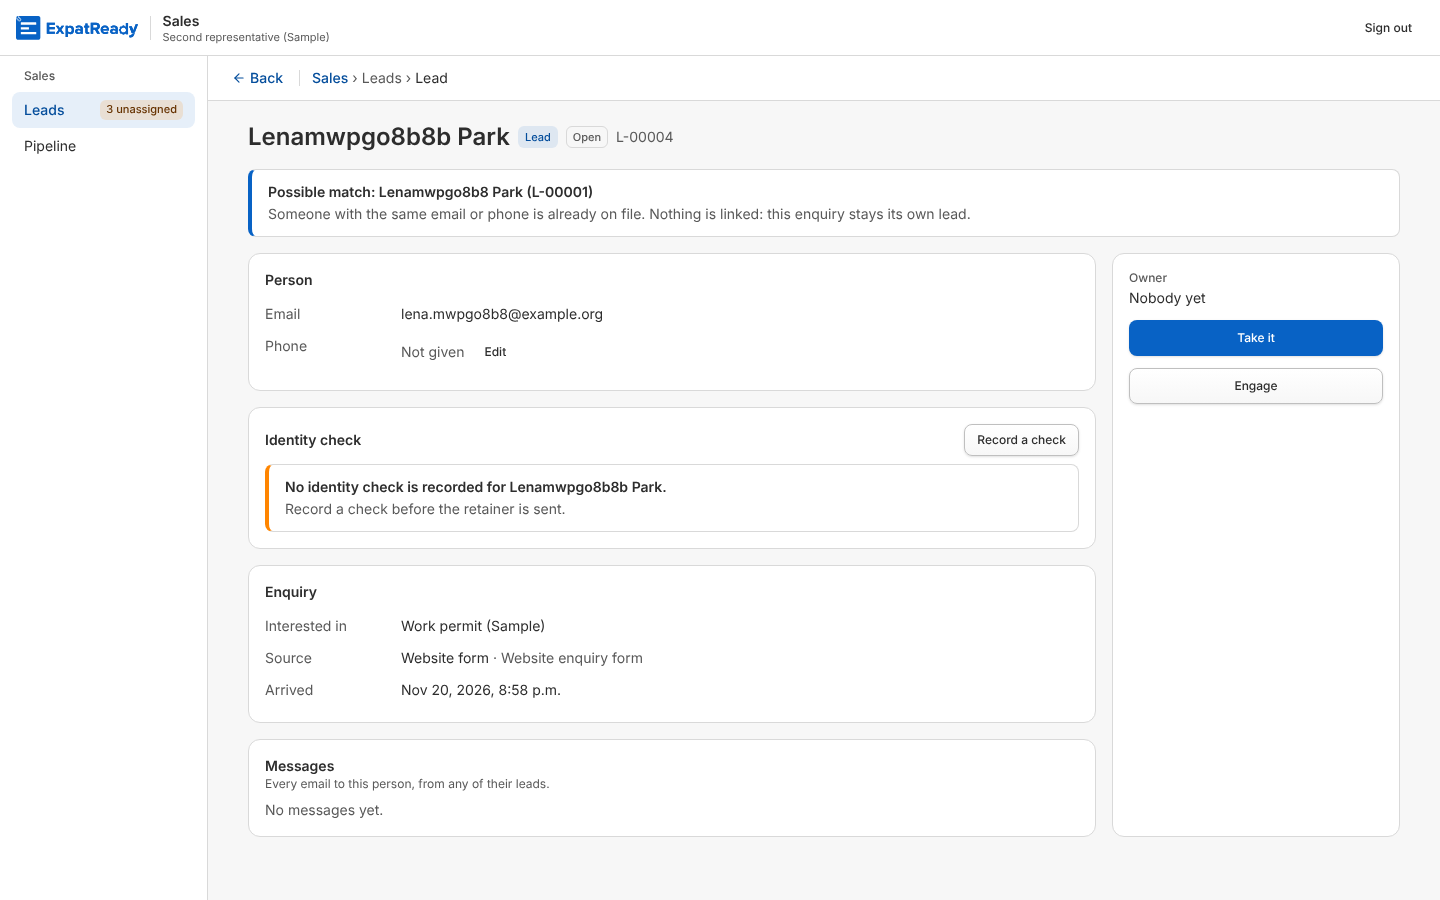 ExpatReady
Sales
Second representative (Sample)
Sign out
Sales
Leads
3 unassigned
Pipeline
← Back
Sales › Leads › Lead
Lenamwpgo8b8b Park
Lead
Open
L-00004
Possible match: Lenamwpgo8b8 Park (L-00001)
Someone with the same email or phone is already on file. Nothing is linked: this enquiry stays its own lead.
Person
Email
lena.mwpgo8b8@example.org
Phone
Not given
Edit
Identity check
Record a check
No identity check is recorded for Lenamwpgo8b8b Park.
Record a check before the retainer is sent.
Enquiry
Interested in
Work permit (Sample)
Source
Website form · Website enquiry form
Arrived
Nov 20, 2026, 8:58 p.m.
Messages
Every email to this person, from any of their leads.
No messages yet.
Owner
Nobody yet
Take it
Engage